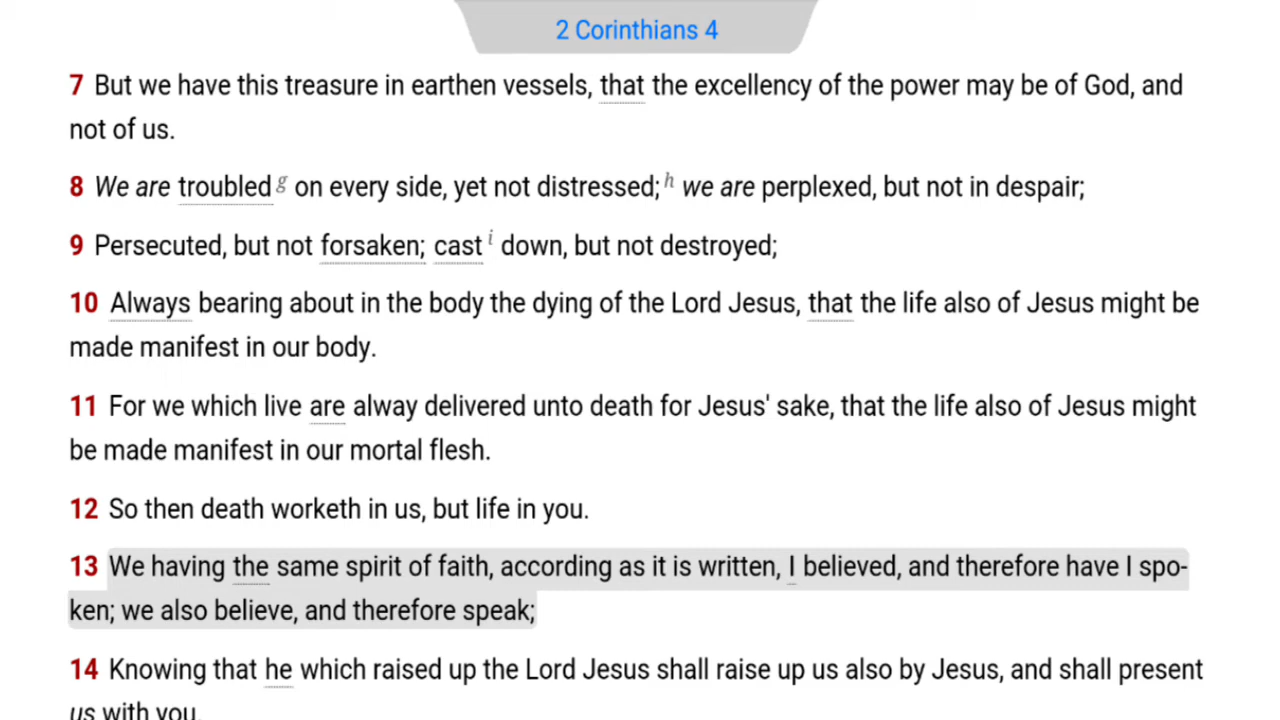 2 Corinthians 4
7 But we have this treasure in earthen vessels, that the excellency of the power may be of God, and
not of us.
8 We are troubled g on every side, yet not distressed; h we are perplexed, but not in despair;
9 Persecuted, but not forsaken; cast i down, but not destroyed;
10 Always bearing about in the body the dying of the Lord Jesus, that the life also of Jesus might be
made manifest in our body.
11 For we which live are alway delivered unto death for Jesus' sake, that the life also of Jesus might
be made manifest in our mortal flesh.
12 So then death worketh in us, but life in you.
13 We having the same spirit of faith, according as it is written, I believed, and therefore have I spo-
ken; we also believe, and therefore speak;
14 Knowing that he which raised up the Lord Jesus shall raise up us also by Jesus, and shall present
us with you.